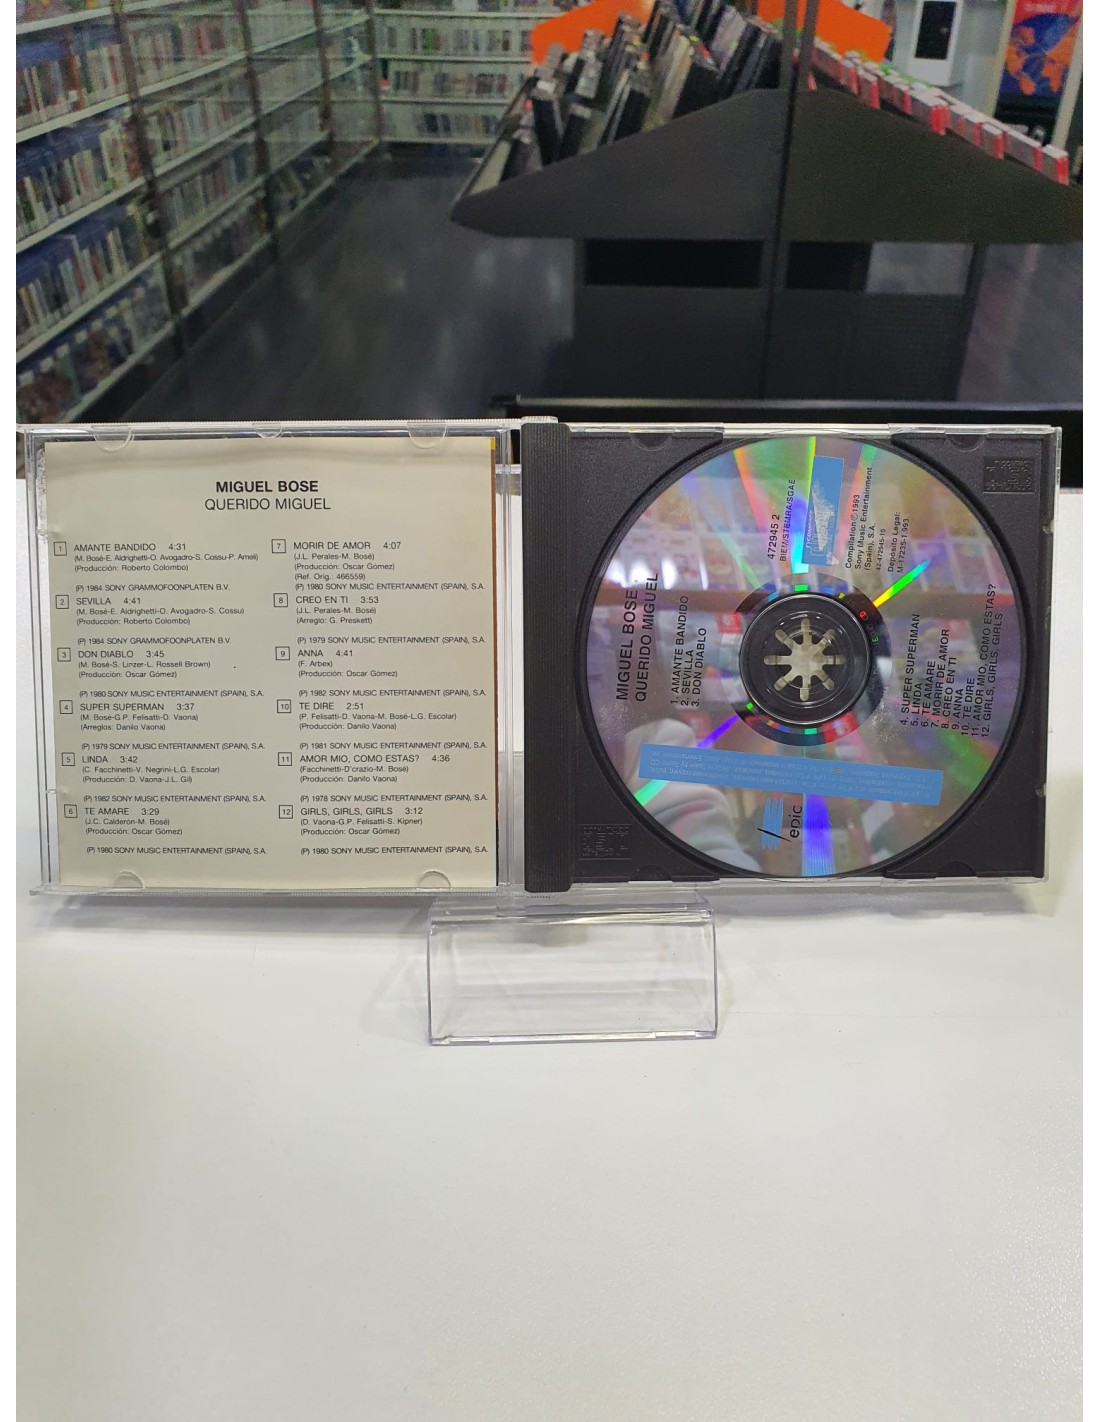 MIGUEL BOSE
QUERIDO MIGUEL
1 AMANTE BANDIDO 4:31
(M. Bosé-E. Aldrighetti-O. Avogadro-S. Cossu-P. Ameli)
(Producción: Roberto Colombo)
(P) 1984 SONY GRAMMOFOONPLATEN B.V.
2 SEVILLA 4:41
(M. Bosé-E. Aldrighetti-O. Avogadro-S. Cossu)
(Producción: Roberto Colombo)
(P) 1984 SONY GRAMMOFOONPLATEN B.V.
3 DON DIABLO 3:45
(M. Bosé-S. Linzer-L. Rossell Brown)
(Producción: Oscar Gómez)
(P) 1980 SONY MUSIC ENTERTAINMENT (SPAIN), S.A.
4 SUPER SUPERMAN 3:37
(M. Bosé-G.P. Felisatti-D. Vaona)
(Arreglos: Danilo Vaona)
(P) 1979 SONY MUSIC ENTERTAINMENT (SPAIN), S.A.
5 LINDA 3:42
(C. Facchinetti-V. Negrini-L.G. Escolar)
(Producción: D. Vaona-J.L. Gil)
(P) 1982 SONY MUSIC ENTERTAINMENT (SPAIN), S.A.
6 TE AMARE 3:29
(J.C. Calderón-M. Bosé)
(Producción: Oscar Gómez)
(P) 1980 SONY MUSIC ENTERTAINMENT (SPAIN), S.A.
7 MORIR DE AMOR 4:07
(J.L. Perales-M. Bosé)
(Producción: Oscar Gómez)
(Ref. Orig.: 466559)
(P) 1980 SONY MUSIC ENTERTAINMENT (SPAIN), S.A.
8 CREO EN TI 3:53
(J.L. Perales-M. Bosé)
(Arreglo: G. Preskett)
(P) 1979 SONY MUSIC ENTERTAINMENT (SPAIN), S.A.
9 ANNA 4:41
(F. Arbex)
(Producción: Oscar Gómez)
(P) 1982 SONY MUSIC ENTERTAINMENT (SPAIN), S.A.
10 TE DIRE 2:51
(P. Felisatti-D. Vaona-M. Bosé-L.G. Escolar)
(Producción: Danilo Vaona)
(P) 1981 SONY MUSIC ENTERTAINMENT (SPAIN), S.A.
11 AMOR MIO, COMO ESTAS? 4:36
(Facchinetti-D'crazio-M. Bosé)
(Producción: Danilo Vaona)
(P) 1978 SONY MUSIC ENTERTAINMENT (SPAIN), S.A.
12 GIRLS, GIRLS, GIRLS 3:12
(D. Vaona-G.P. Felisatti-S. Kipner)
(Producción: Oscar Gómez)
(P) 1980 SONY MUSIC ENTERTAINMENT (SPAIN), S.A.
MIGUEL BOSE
QUERIDO MIGUEL
1. AMANTE BANDIDO
2. SEVILLA
3. DON DIABLO
472945 2
BIEM/STEMRA/SGAE
Compilation ℗ 1993
Sony Music Entertainment
(Spain), S.A.
42-472945-10
Depósito Legal:
M-17235-1.993
4. SUPER SUPERMAN
5. LINDA
6. TE AMARE
7. MORIR DE AMOR
8. CREO EN TI
9. ANNA
10. TE DIRE
11. AMOR MIO, COMO ESTAS?
12. GIRLS, GIRLS, GIRLS
epic